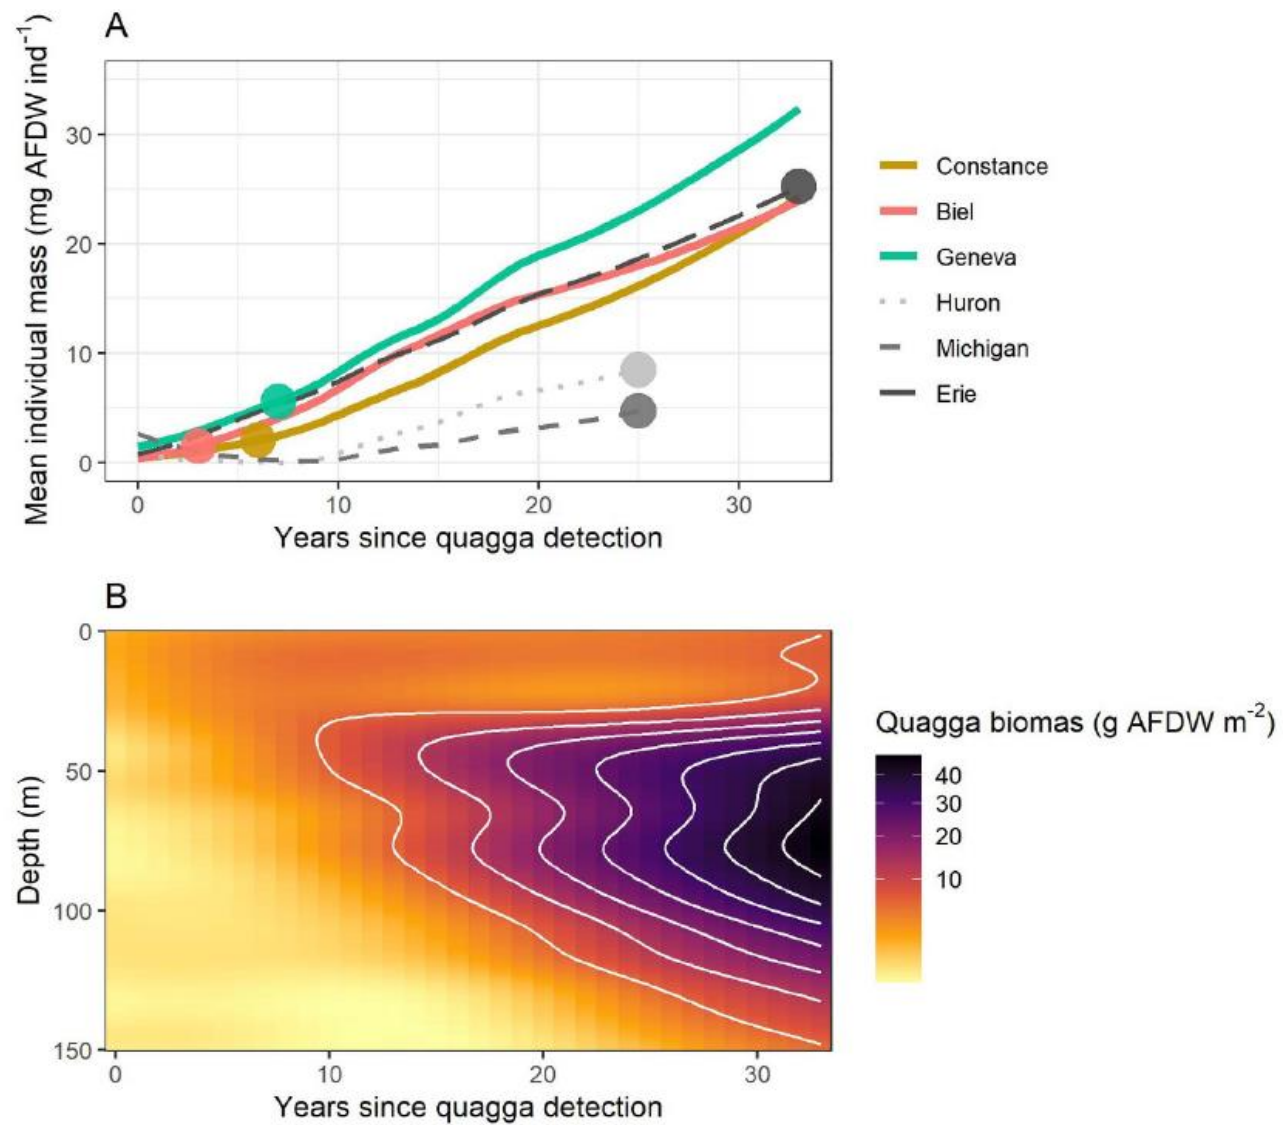 A
Mean individual mass (mg AFDW ind⁻¹)
30
20
10
0
0 10 20 30
Years since quagga detection
Constance
Biel
Geneva
Huron
Michigan
Erie
B
Depth (m)
0
50
100
150
0 10 20 30
Years since quagga detection
Quagga biomas (g AFDW m⁻²)
40
30
20
10